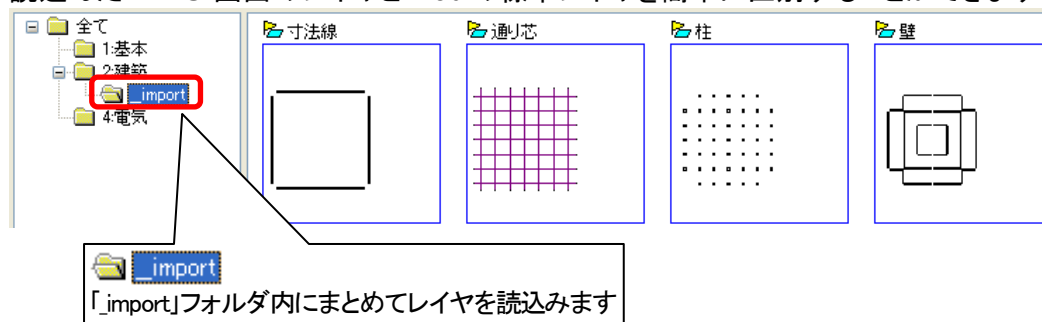 全て
1:基本
2:建築
_import
4:電気
寸法線
通り芯
柱
壁
_import
「_import」フォルダ内にまとめてレイヤを読込みます